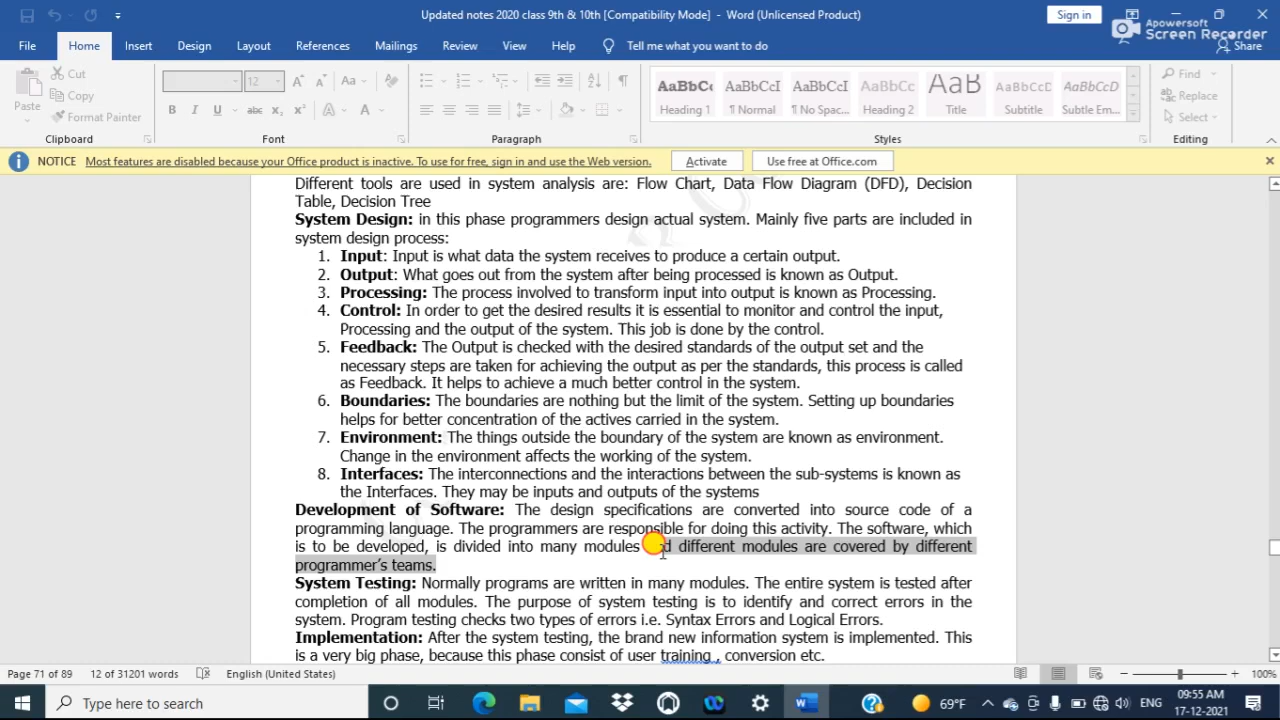 Updated notes 2020 class 9th & 10th [Compatibility Mode] - Word (Unlicensed Product)
Sign in
Apowersoft
Screen Recorder
File Home Insert Design Layout References Mailings Review View Help Tell me what you want to do Share
Paste
Cut
Copy
Format Painter
12
Aa
B I U abc x₂ x² A A
AaBbC( AaBbCcI AaBbCcI AaBbCc AaB AaBbCcD AaBbCcD
Heading 1 ¶ Normal ¶ No Spac... Heading 2 Title Subtitle Subtle Em...
Find
Replace
Select
Clipboard Font Paragraph Styles Editing
NOTICE Most features are disabled because your Office product is inactive. To use for free, sign in and use the Web version. Activate Use free at Office.com
Different tools are used in system analysis are: Flow Chart, Data Flow Diagram (DFD), Decision
Table, Decision Tree
System Design: in this phase programmers design actual system. Mainly five parts are included in
system design process:
1. Input: Input is what data the system receives to produce a certain output.
2. Output: What goes out from the system after being processed is known as Output.
3. Processing: The process involved to transform input into output is known as Processing.
4. Control: In order to get the desired results it is essential to monitor and control the input,
Processing and the output of the system. This job is done by the control.
5. Feedback: The Output is checked with the desired standards of the output set and the
necessary steps are taken for achieving the output as per the standards, this process is called
as Feedback. It helps to achieve a much better control in the system.
6. Boundaries: The boundaries are nothing but the limit of the system. Setting up boundaries
helps for better concentration of the actives carried in the system.
7. Environment: The things outside the boundary of the system are known as environment.
Change in the environment affects the working of the system.
8. Interfaces: The interconnections and the interactions between the sub-systems is known as
the Interfaces. They may be inputs and outputs of the systems
Development of Software: The design specifications are converted into source code of a
programming language. The programmers are responsible for doing this activity. The software, which
is to be developed, is divided into many modules different modules are covered by different
programmer's teams.
System Testing: Normally programs are written in many modules. The entire system is tested after
completion of all modules. The purpose of system testing is to identify and correct errors in the
system. Program testing checks two types of errors i.e. Syntax Errors and Logical Errors.
Implementation: After the system testing, the brand new information system is implemented. This
is a very big phase, because this phase consist of user training , conversion etc.
Page 71 of 89 12 of 31201 words English (United States) 100%
Type here to search 69°F ENG 09:55 AM
17-12-2021